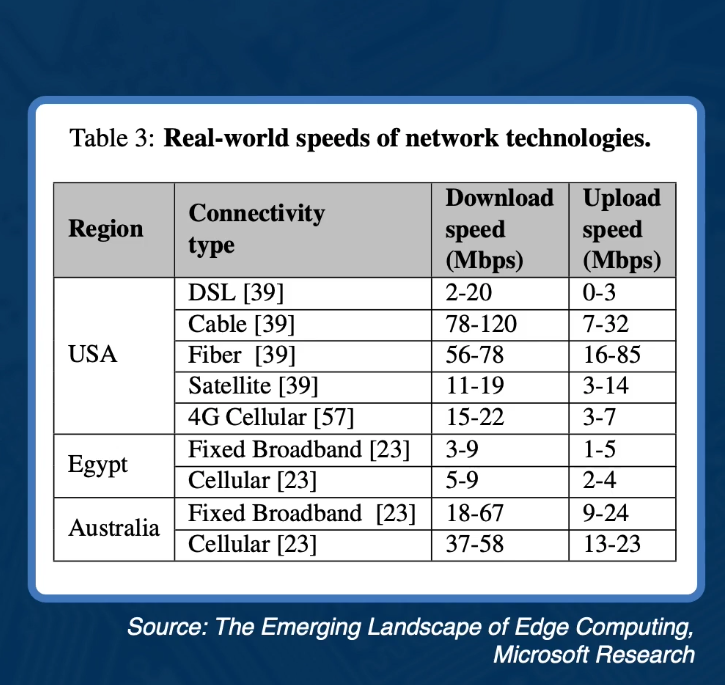 Table 3: Real-world speeds of network technologies.
Region Connectivity type Download speed (Mbps) Upload speed (Mbps)
USA DSL [39] 2-20 0-3
Cable [39] 78-120 7-32
Fiber [39] 56-78 16-85
Satellite [39] 11-19 3-14
4G Cellular [57] 15-22 3-7
Egypt Fixed Broadband [23] 3-9 1-5
Cellular [23] 5-9 2-4
Australia Fixed Broadband [23] 18-67 9-24
Cellular [23] 37-58 13-23
Source: The Emerging Landscape of Edge Computing,
Microsoft Research